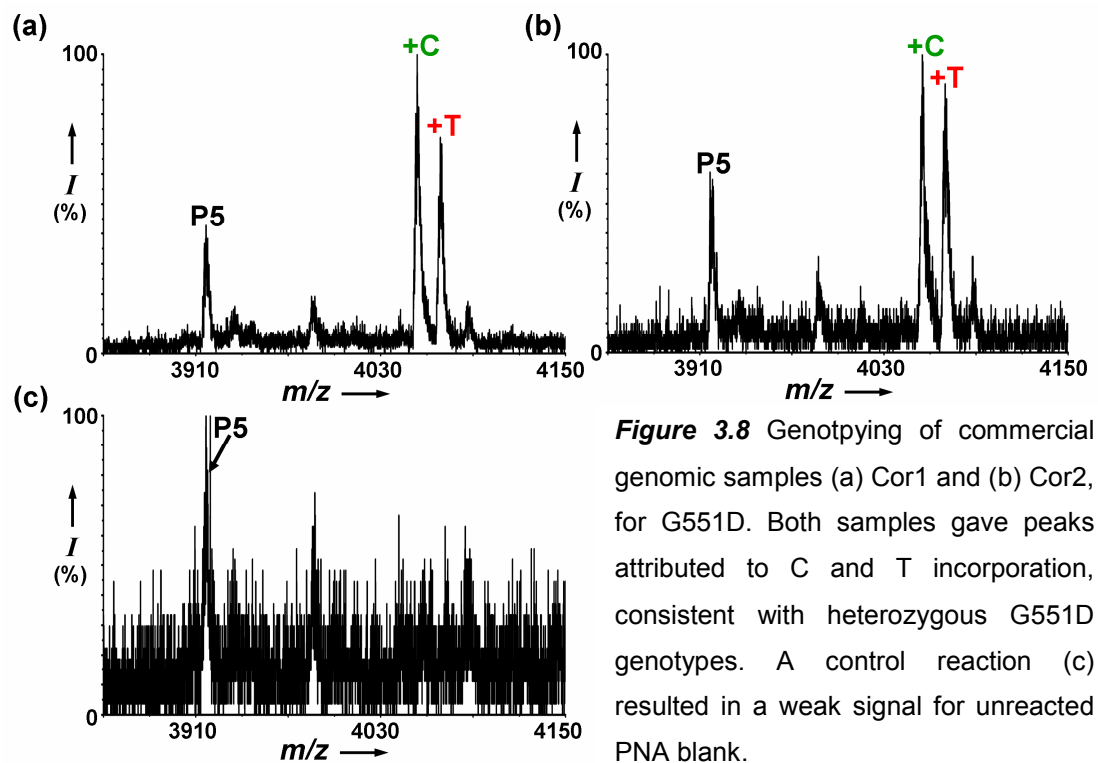 (a)
+C
100
+T
P5
I
(%)
0
3910
4030
4150
m/z
(b)
+C
100
+T
P5
I
(%)
0
3910
4030
4150
m/z
(c)
100
P5
I
(%)
0
3910
4030
4150
m/z
Figure 3.8 Genotpying of commercial
genomic samples (a) Cor1 and (b) Cor2,
for G551D. Both samples gave peaks
attributed to C and T incorporation,
consistent with heterozygous G551D
genotypes. A control reaction (c)
resulted in a weak signal for unreacted
PNA blank.